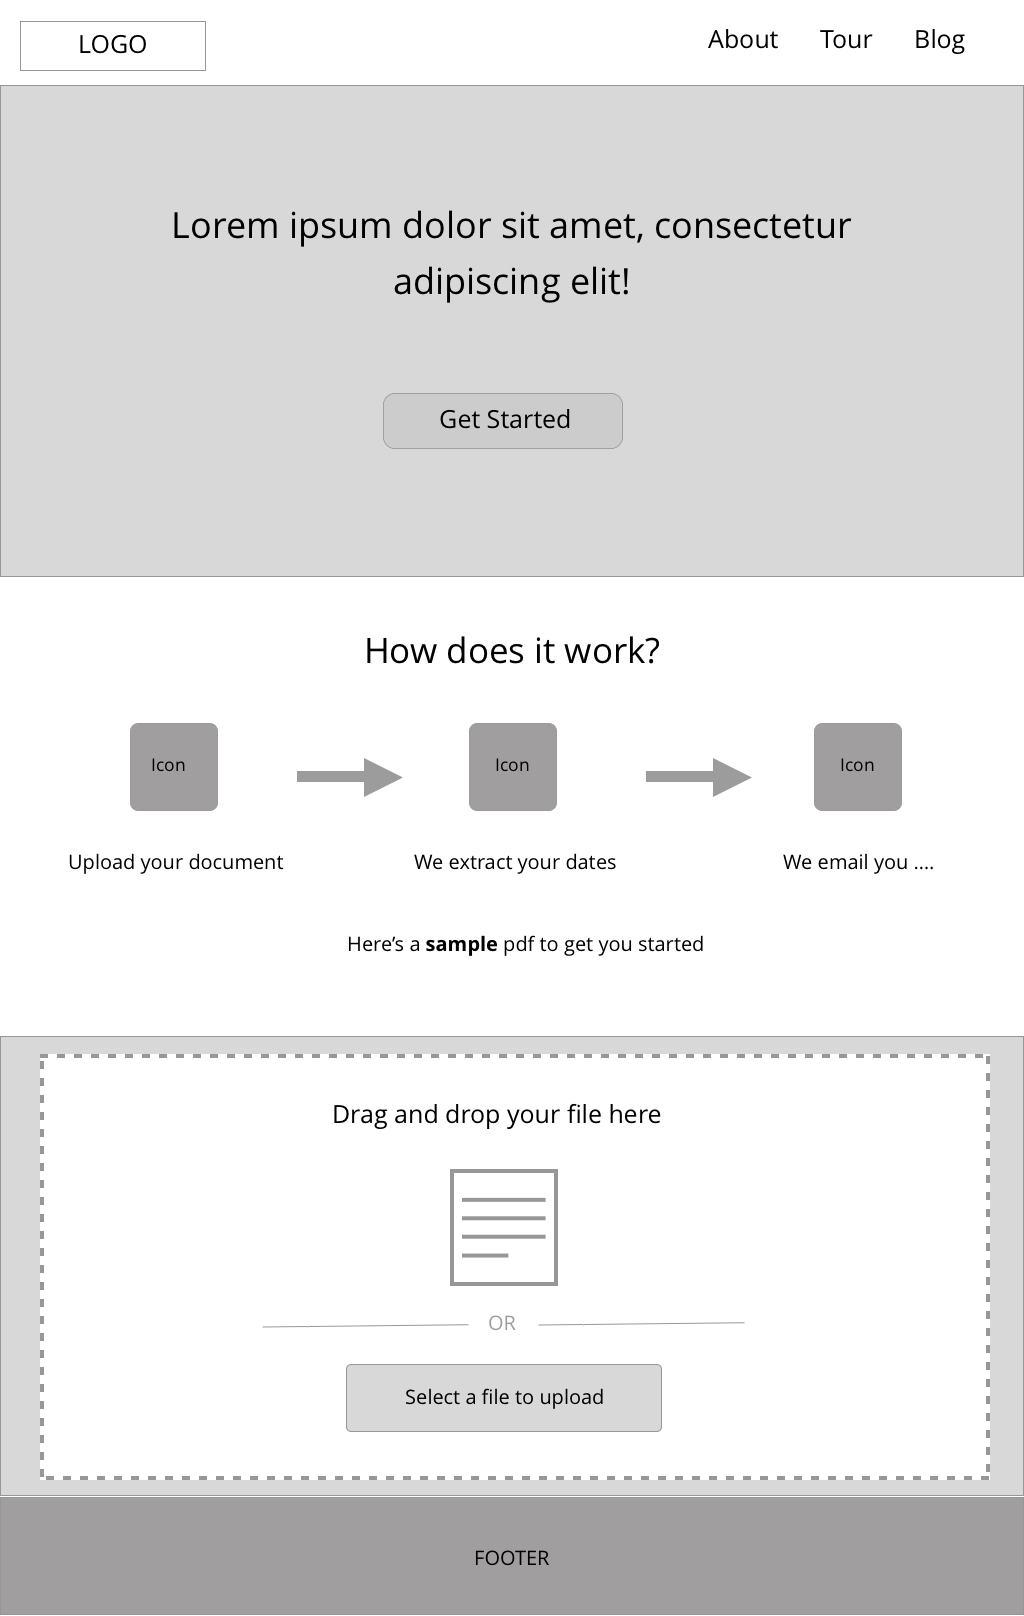 LOGO
About Tour Blog
Lorem ipsum dolor sit amet, consectetur
adipiscing elit!
Get Started
How does it work?
Icon Icon Icon
Upload your document We extract your dates We email you ....
Here’s a sample pdf to get you started
Drag and drop your file here
OR
Select a file to upload
FOOTER